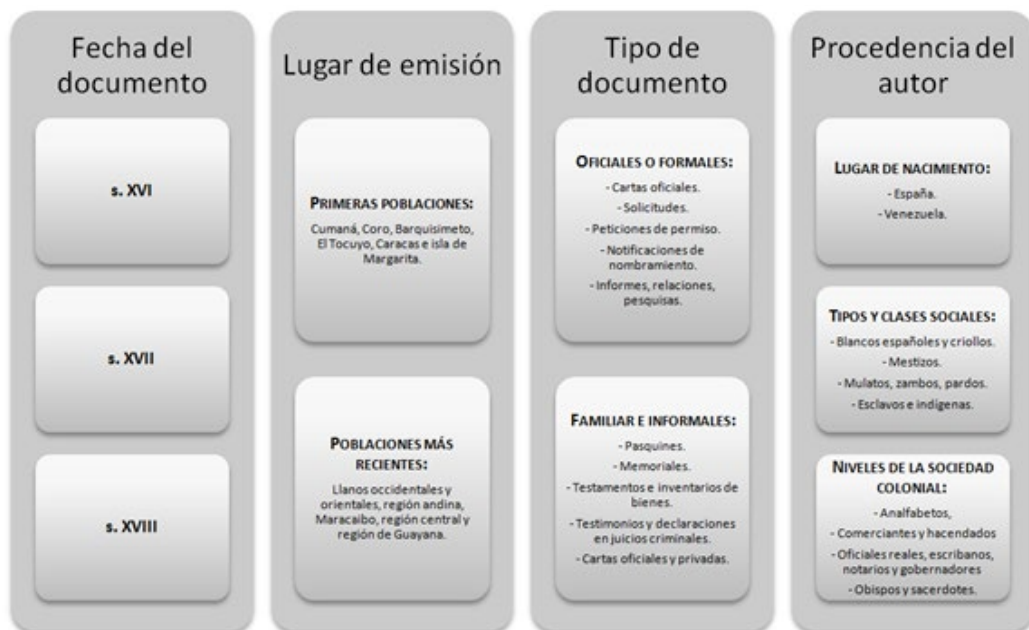 Fecha del
documento
s. XVI
s. XVII
s. XVIII
Lugar de emisión
PRIMERAS POBLACIONES:
Cumaná, Coro, Barquisimeto,
El Tocuyo, Caracas e isla de
Margarita.
POBLACIONES MÁS
RECIENTES:
Llanos occidentales y
orientales, región andina,
Maracaibo, región central y
región de Guayana.
Tipo de
documento
OFICIALES O FORMALES:
- Cartas oficiales.
- Solicitudes.
- Peticiones de permiso.
- Notificaciones de
nombramiento.
- Informes, relaciones,
pesquisas.
FAMILIAR E INFORMALES:
- Pasquines.
- Memoriales.
- Testamentos e inventarios de
bienes.
- Testimonios y declaraciones
en juicios criminales.
- Cartas oficiales y privadas.
Procedencia del
autor
LUGAR DE NACIMIENTO:
- España.
- Venezuela.
TIPOS Y CLASES SOCIALES:
- Blancos españoles y criollos.
- Mestizos.
- Mulatos, zambos, pardos.
- Esclavos e indígenas.
NIVELES DE LA SOCIEDAD
COLONIAL:
- Analfabetos,
- Comerciantes y hacendados
- Oficiales reales, escribanos,
notarios y gobernadores
- Obispos y sacerdotes.